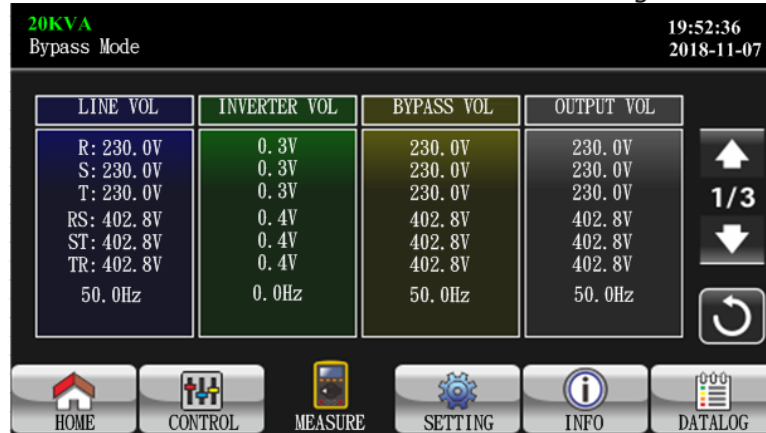 20KVA
19:52:36
Bypass Mode
2018-11-07
LINE VOL INVERTER VOL BYPASS VOL OUTPUT VOL
R: 230.0V 0.3V 230.0V 230.0V
S: 230.0V 0.3V 230.0V 230.0V
T: 230.0V 0.3V 230.0V 230.0V
1/3
RS: 402.8V 0.4V 402.8V 402.8V
ST: 402.8V 0.4V 402.8V 402.8V
TR: 402.8V 0.4V 402.8V 402.8V
50.0Hz 0.0Hz 50.0Hz 50.0Hz
HOME CONTROL MEASURE SETTING INFO DATALOG